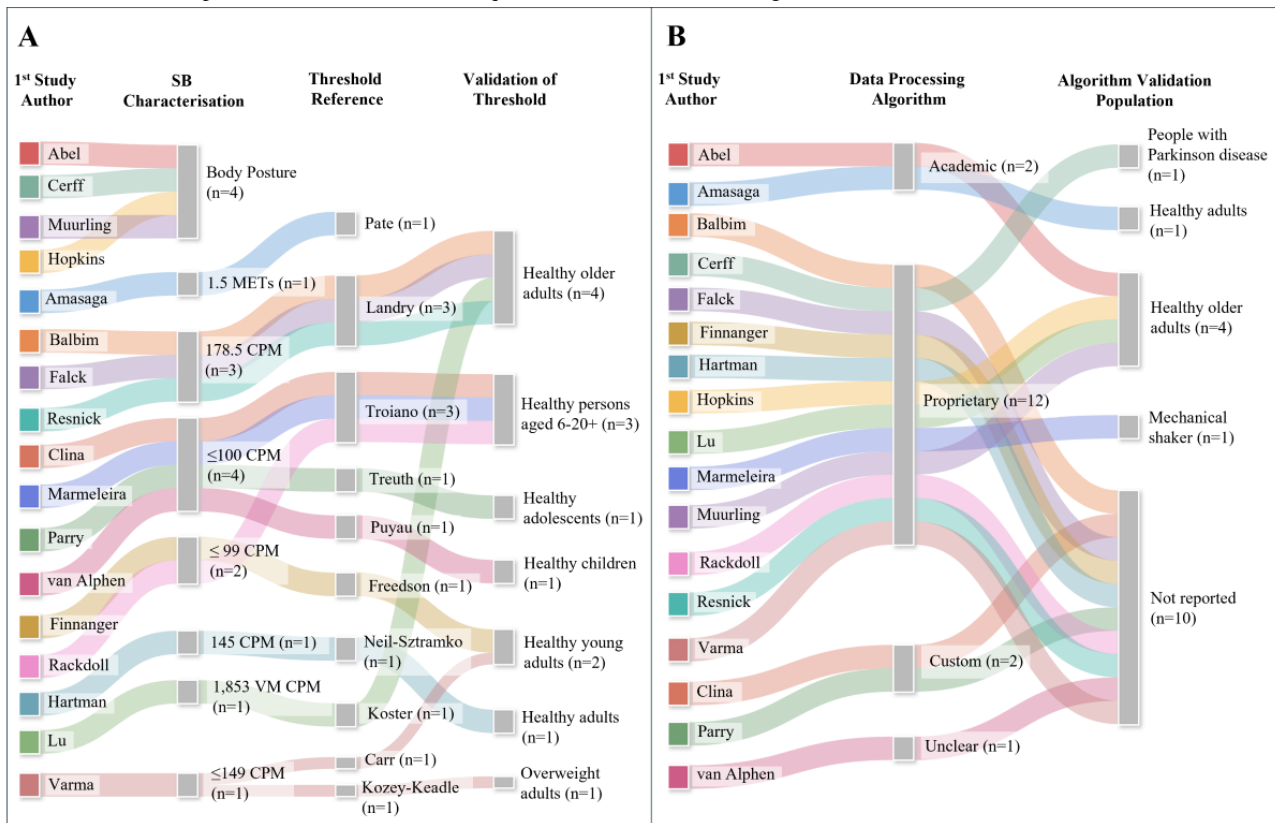 A
1st Study
Author
SB
Characterisation
Threshold
Reference
Validation of
Threshold
Abel
Cerff
Muurling
Hopkins
Amasaga
Balbim
Falck
Resnick
Clina
Marmeleira
Parry
van Alphen
Finnanger
Rackdoll
Hartman
Lu
Varma
Body Posture
(n=4)
1.5 METs (n=1)
178.5 CPM
(n=3)
≤100 CPM
(n=4)
≤ 99 CPM
(n=2)
145 CPM (n=1)
1,853 VM CPM
(n=1)
≤149 CPM
(n=1)
Pate (n=1)
Landry (n=3)
Troiano (n=3)
Treuth (n=1)
Puyau (n=1)
Freedson (n=1)
Neil-Sztramko
(n=1)
Koster (n=1)
Carr (n=1)
Kozey-Keadle
(n=1)
Healthy older
adults (n=4)
Healthy persons
aged 6-20+ (n=3)
Healthy
adolescents (n=1)
Healthy children
(n=1)
Healthy young
adults (n=2)
Healthy adults
(n=1)
Overweight
adults (n=1)
B
1st Study
Author
Data Processing
Algorithm
Algorithm Validation
Population
Abel
Amasaga
Balbim
Cerff
Falck
Finnanger
Hartman
Hopkins
Lu
Marmeleira
Muurling
Rackdoll
Resnick
Varma
Clina
Parry
van Alphen
Academic (n=2)
Proprietary (n=12)
Custom (n=2)
Unclear (n=1)
People with
Parkinson disease
(n=1)
Healthy adults
(n=1)
Healthy older
adults (n=4)
Mechanical
shaker (n=1)
Not reported
(n=10)